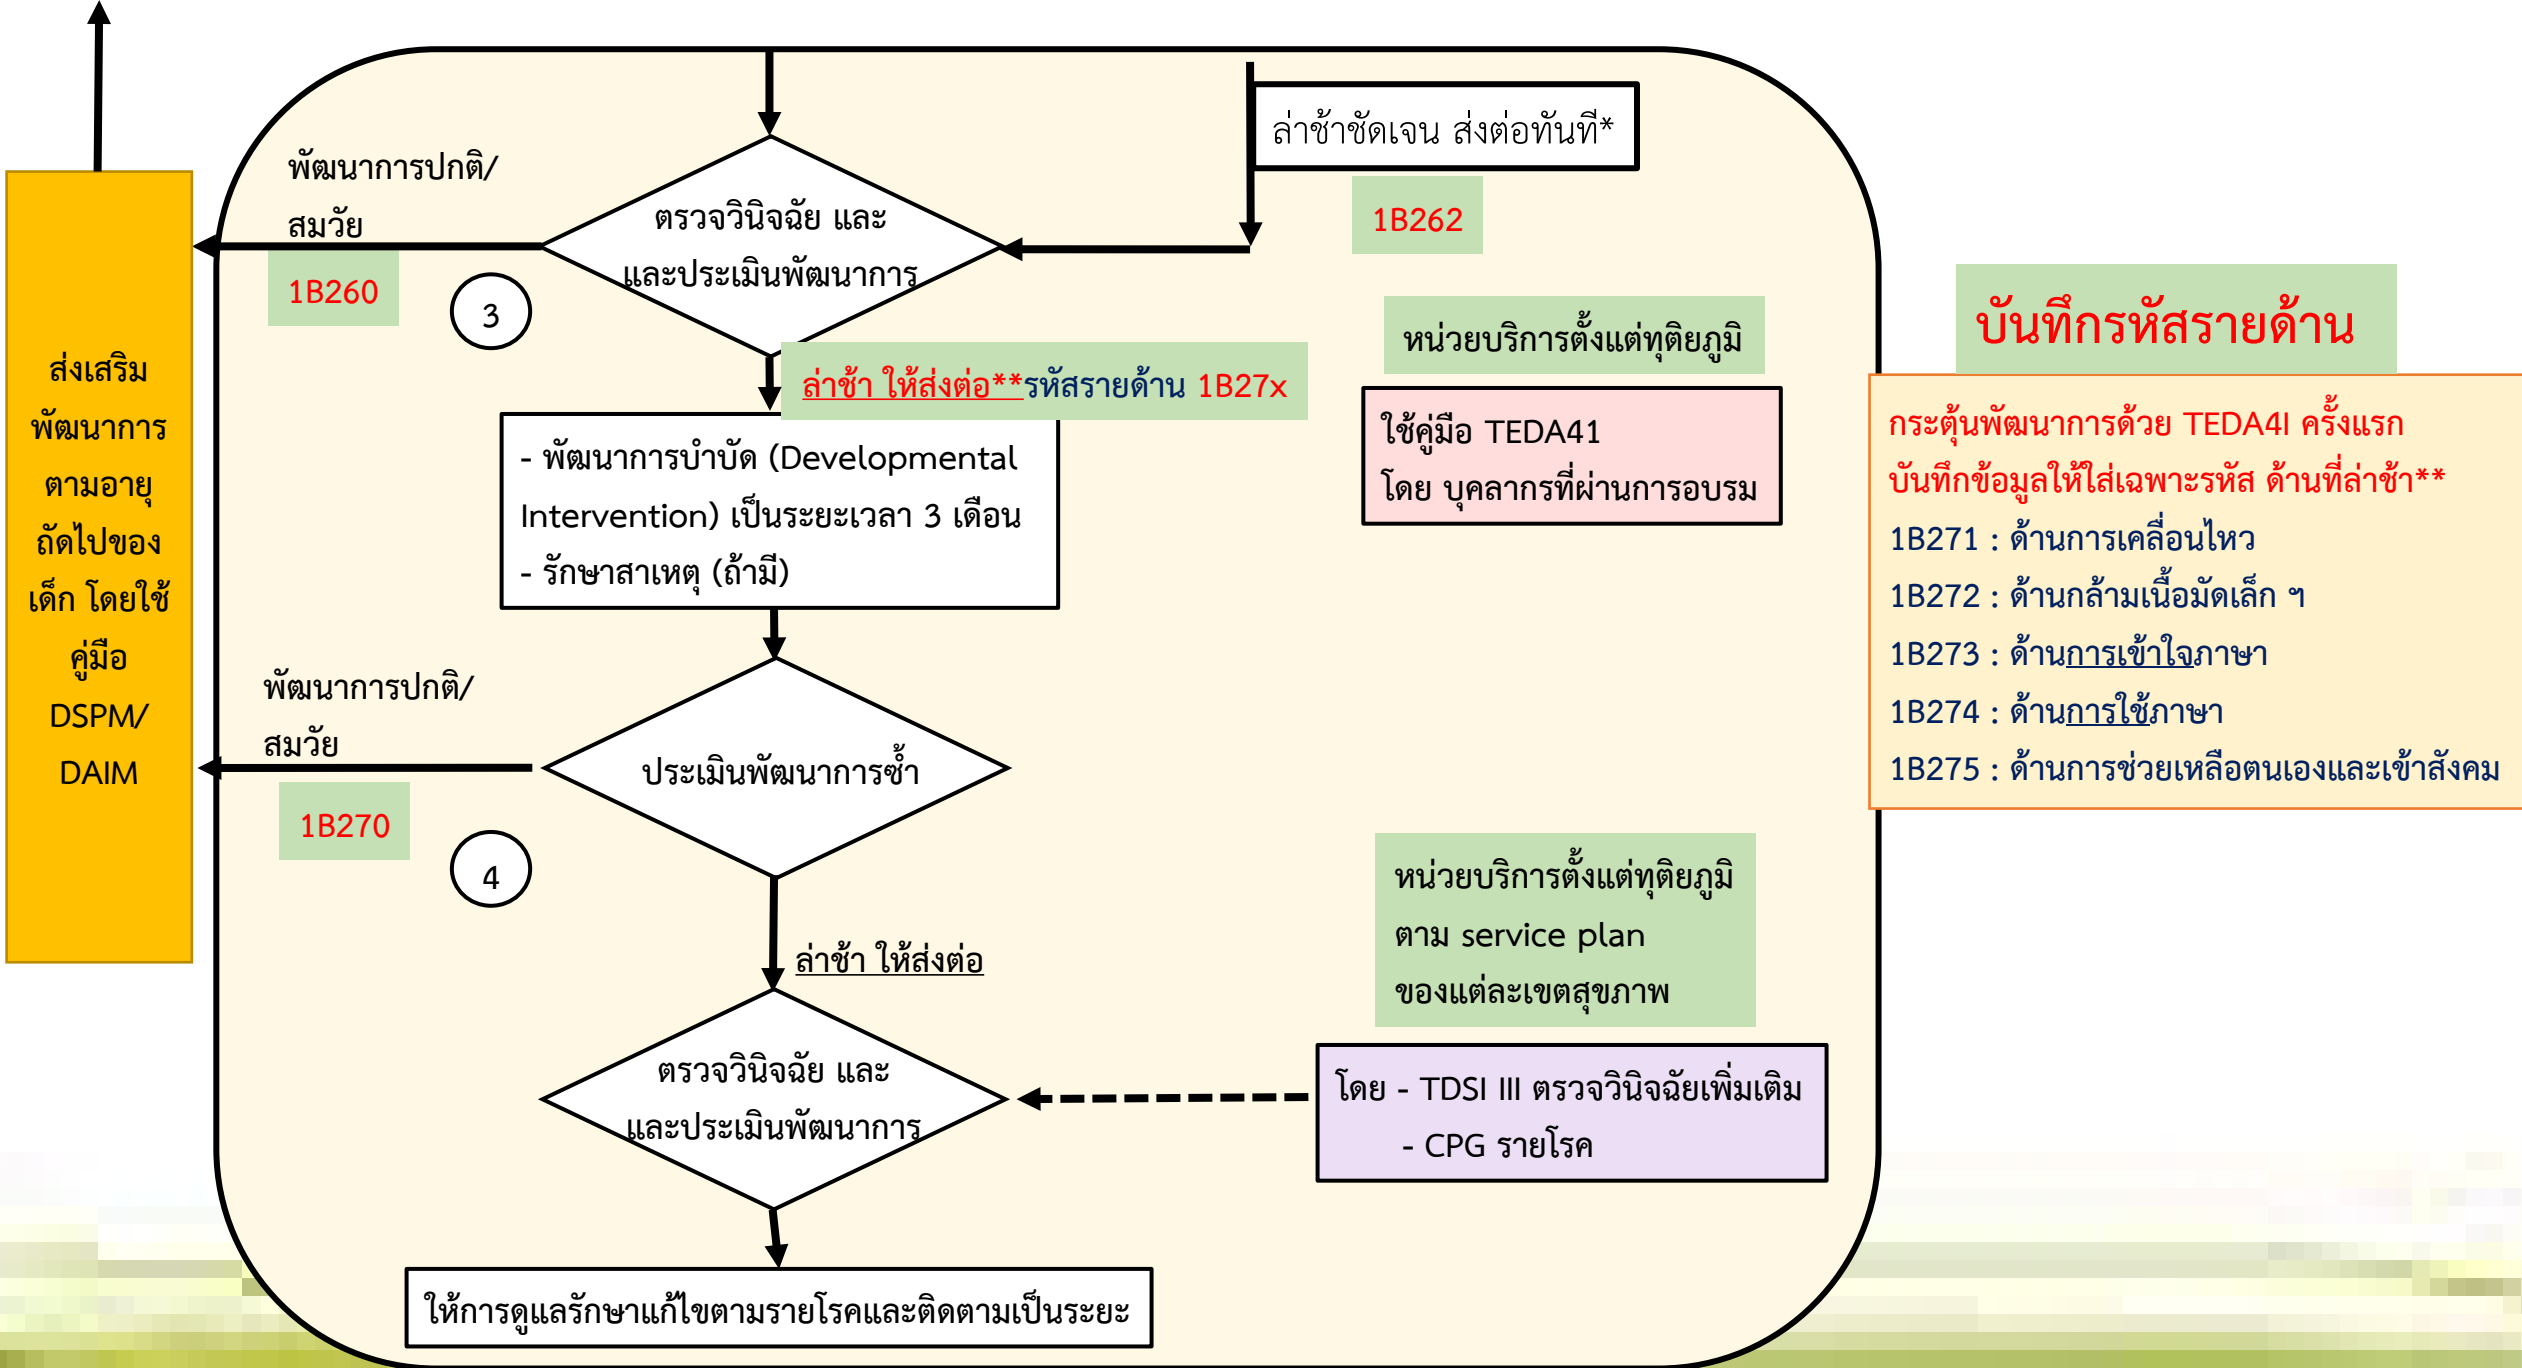 ล่าช้าชัดเจน ส่งต่อทันที*
1B262
พัฒนาการปกติ/
สมวัย
1B260
3
ตรวจวินิจฉัย และ
และประเมินพัฒนาการ
ล่าช้า ให้ส่งต่อ**รหัสรายด้าน 1B27x
หน่วยบริการตั้งแต่ทุติยภูมิ
ใช้คู่มือ TEDA41
โดย บุคลากรที่ผ่านการอบรม
บันทึกรหัสรายด้าน
กระตุ้นพัฒนาการด้วย TEDA4I ครั้งแรก
บันทึกข้อมูลให้ใส่เฉพาะรหัส ด้านที่ล่าช้า**
1B271 : ด้านการเคลื่อนไหว
1B272 : ด้านกล้ามเนื้อมัดเล็ก ฯ
1B273 : ด้านการเข้าใจภาษา
1B274 : ด้านการใช้ภาษา
1B275 : ด้านการช่วยเหลือตนเองและเข้าสังคม
ส่งเสริม
พัฒนาการ
ตามอายุ
ถัดไปของ
เด็ก โดยใช้
คู่มือ
DSPM/
DAIM
- พัฒนาการบำบัด (Developmental
Intervention) เป็นระยะเวลา 3 เดือน
- รักษาสาเหตุ (ถ้ามี)
พัฒนาการปกติ/
สมวัย
1B270
4
ประเมินพัฒนาการซ้ำ
ล่าช้า ให้ส่งต่อ
หน่วยบริการตั้งแต่ทุติยภูมิ
ตาม service plan
ของแต่ละเขตสุขภาพ
ตรวจวินิจฉัย และ
และประเมินพัฒนาการ
โดย - TDSI III ตรวจวินิจฉัยเพิ่มเติม
- CPG รายโรค
ให้การดูแลรักษาแก้ไขตามรายโรคและติดตามเป็นระยะ